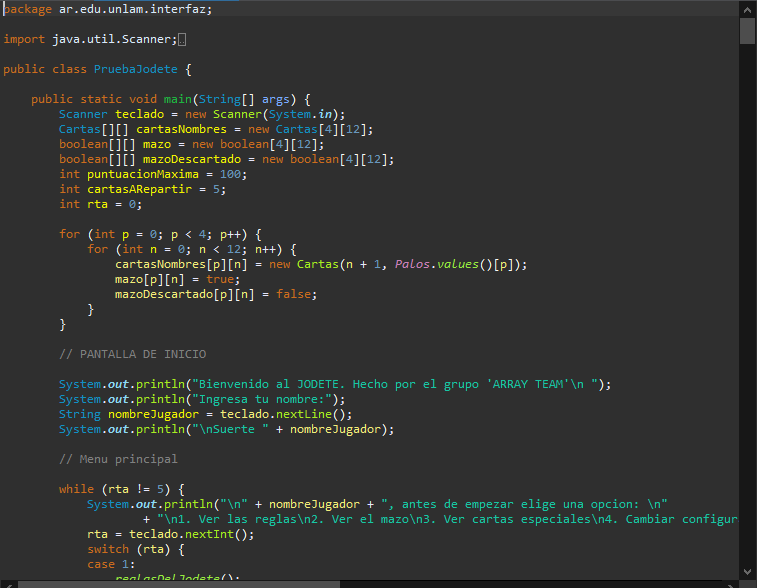 package ar.edu.unlam.interfaz;
import java.util.Scanner;
public class PruebaJodete {
public static void main(String[] args) {
Scanner teclado = new Scanner(System.in);
Cartas[][] cartasNombres = new Cartas[4][12];
boolean[][] mazo = new boolean[4][12];
boolean[][] mazoDescartado = new boolean[4][12];
int puntuacionMaxima = 100;
int cartasARepartir = 5;
int rta = 0;
for (int p = 0; p < 4; p++) {
for (int n = 0; n < 12; n++) {
cartasNombres[p][n] = new Cartas(n + 1, Palos.values()[p]);
mazo[p][n] = true;
mazoDescartado[p][n] = false;
}
}
// PANTALLA DE INICIO
System.out.println("Bienvenido al JODETE. Hecho por el grupo 'ARRAY TEAM'\n ");
System.out.println("Ingresa tu nombre:");
String nombreJugador = teclado.nextLine();
System.out.println("\nSuerte " + nombreJugador);
// Menu principal
while (rta != 5) {
System.out.println("\n" + nombreJugador + ", antes de empezar elige una opcion: \n"
+ "\n1. Ver las reglas\n2. Ver el mazo\n3. Ver cartas especiales\n4. Cambiar configur
rta = teclado.nextInt();
switch (rta) {
case 1:
reglasDelJodete();